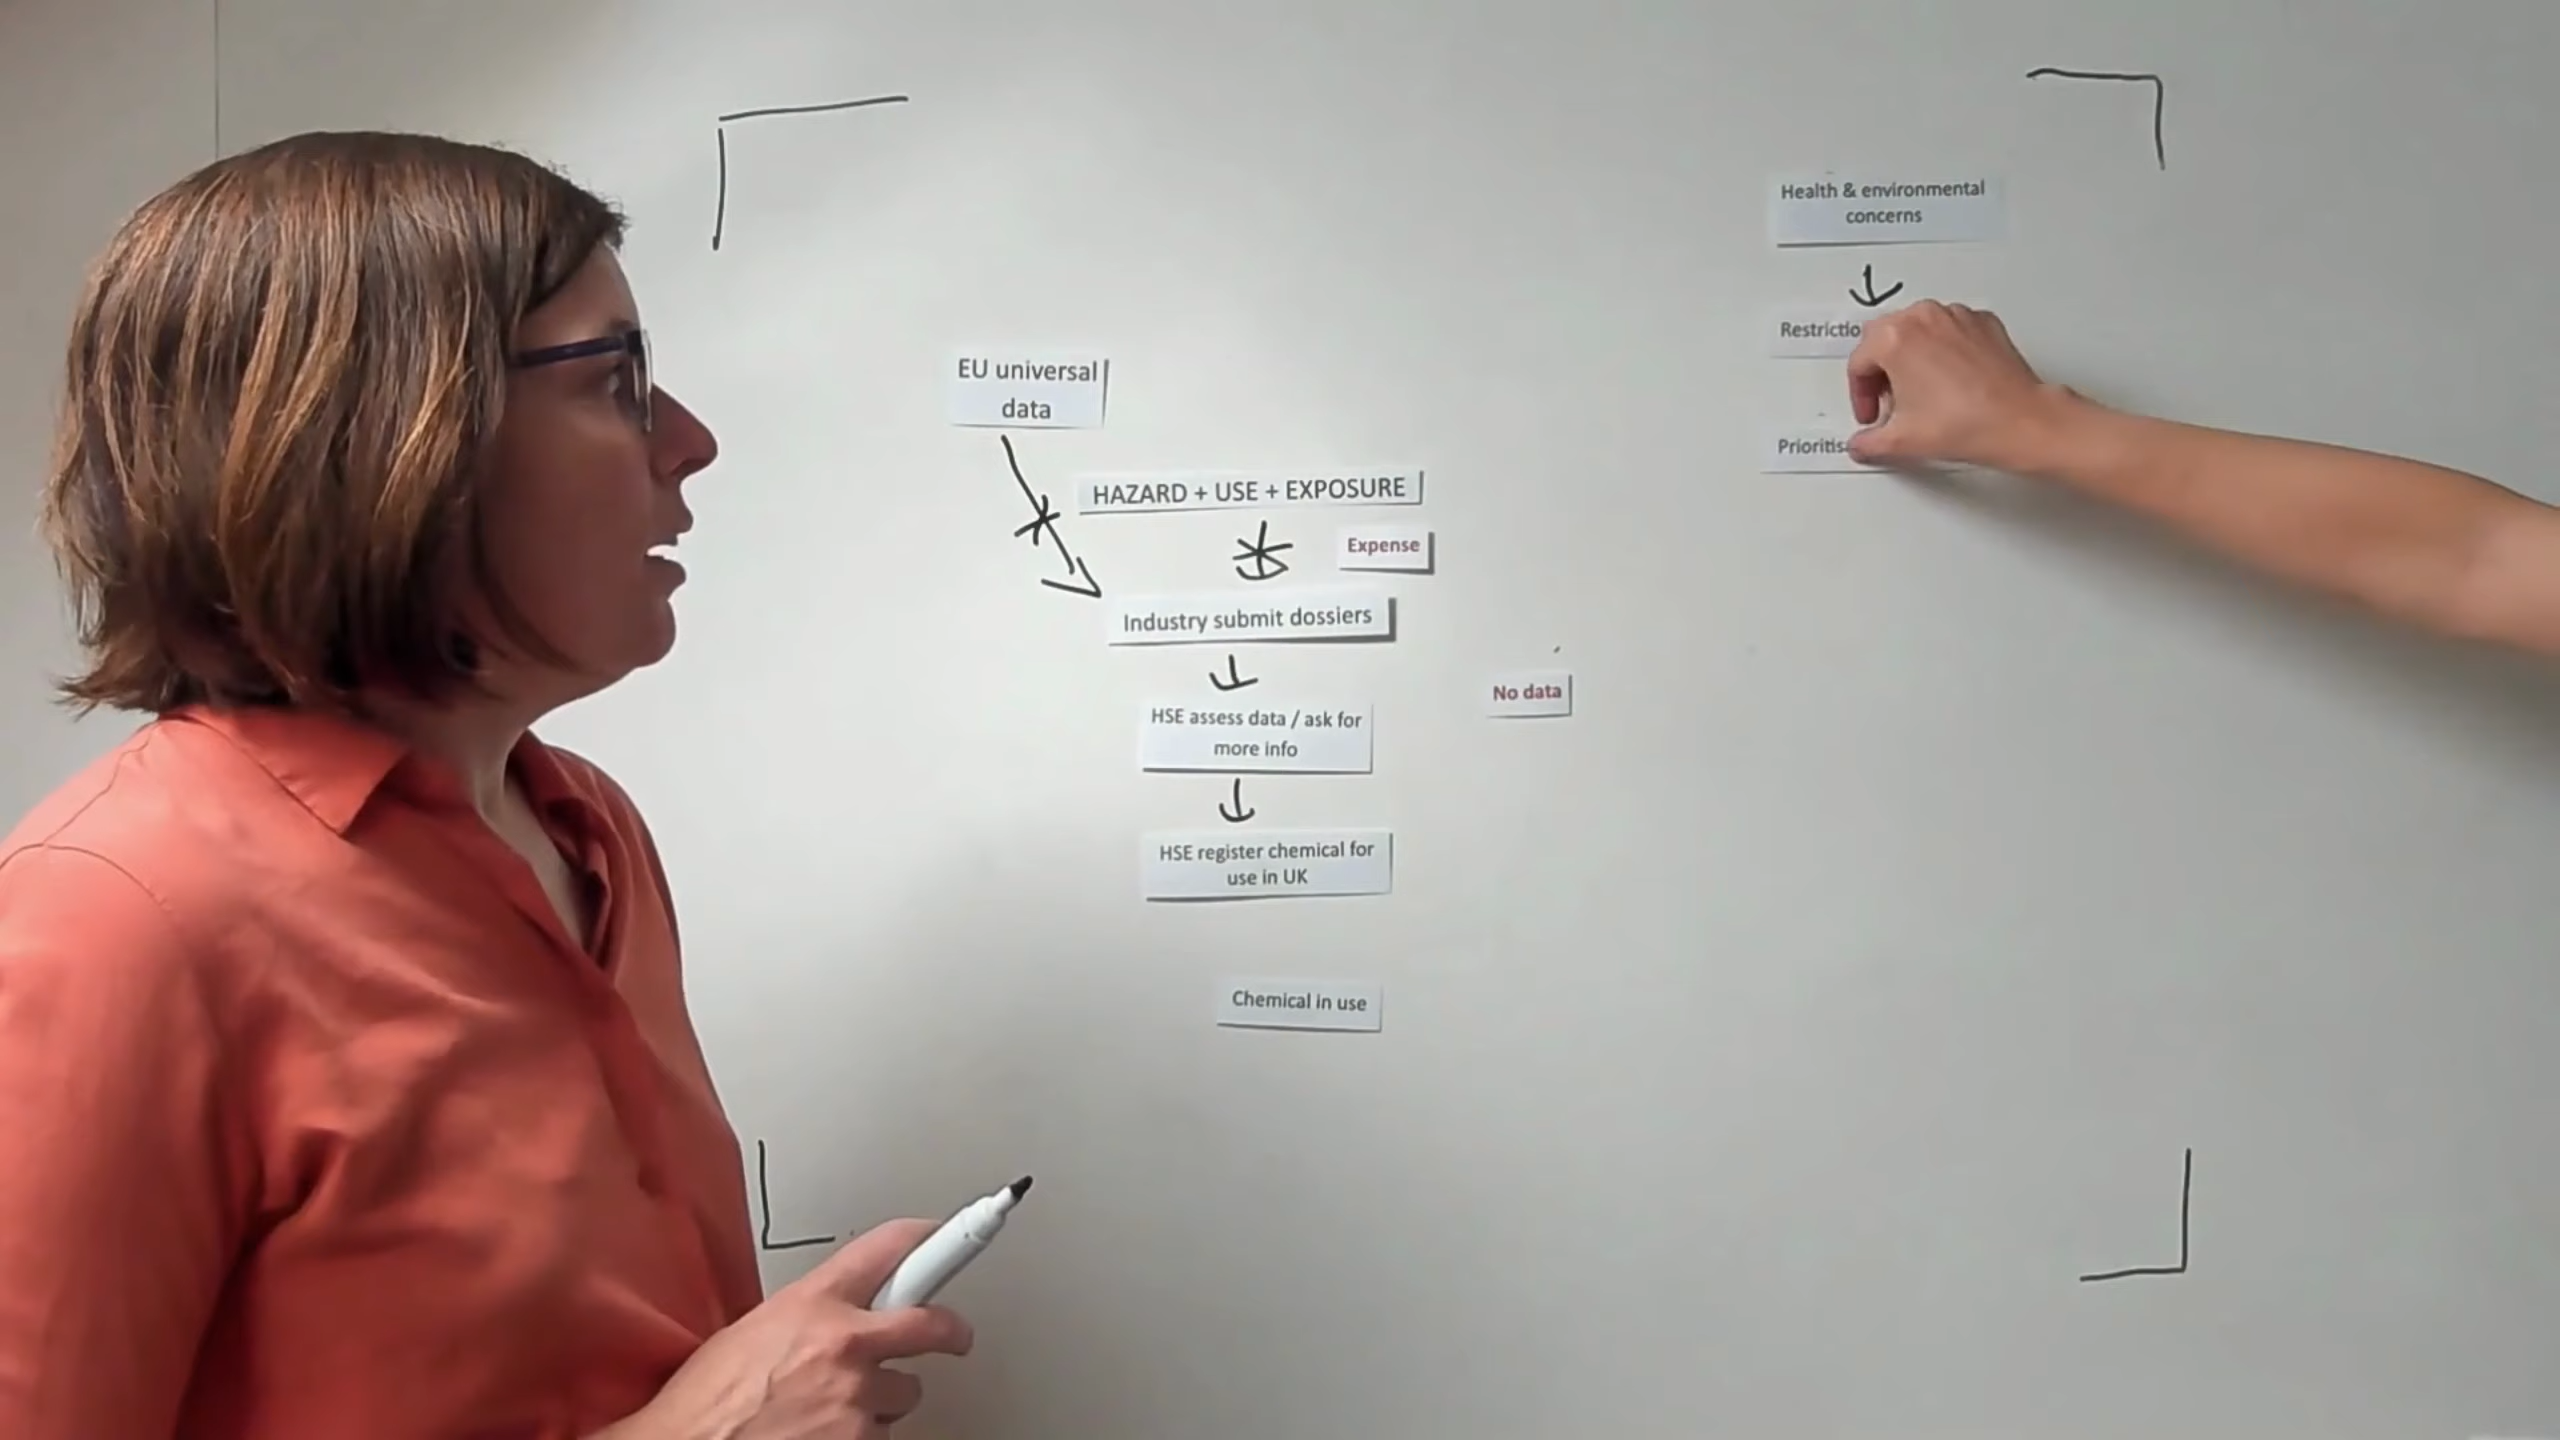 Health & environmental
concerns
EU universal
data
HAZARD + USE + EXPOSURE
Expense
Industry submit dossiers
No data
HSE assess data / ask for
more info
HSE register chemical for
use in UK
Chemical in use